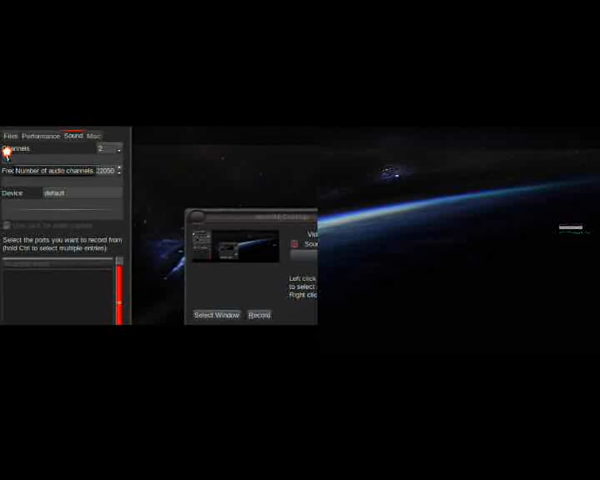 Files Performance Sound Misc
Channels 2
Number of audio channels. 22050
Device default
Select the ports you want to record from
(hold Ctrl to select multiple entries).
Sou
Left click
to select
Right clic
Select Window Record